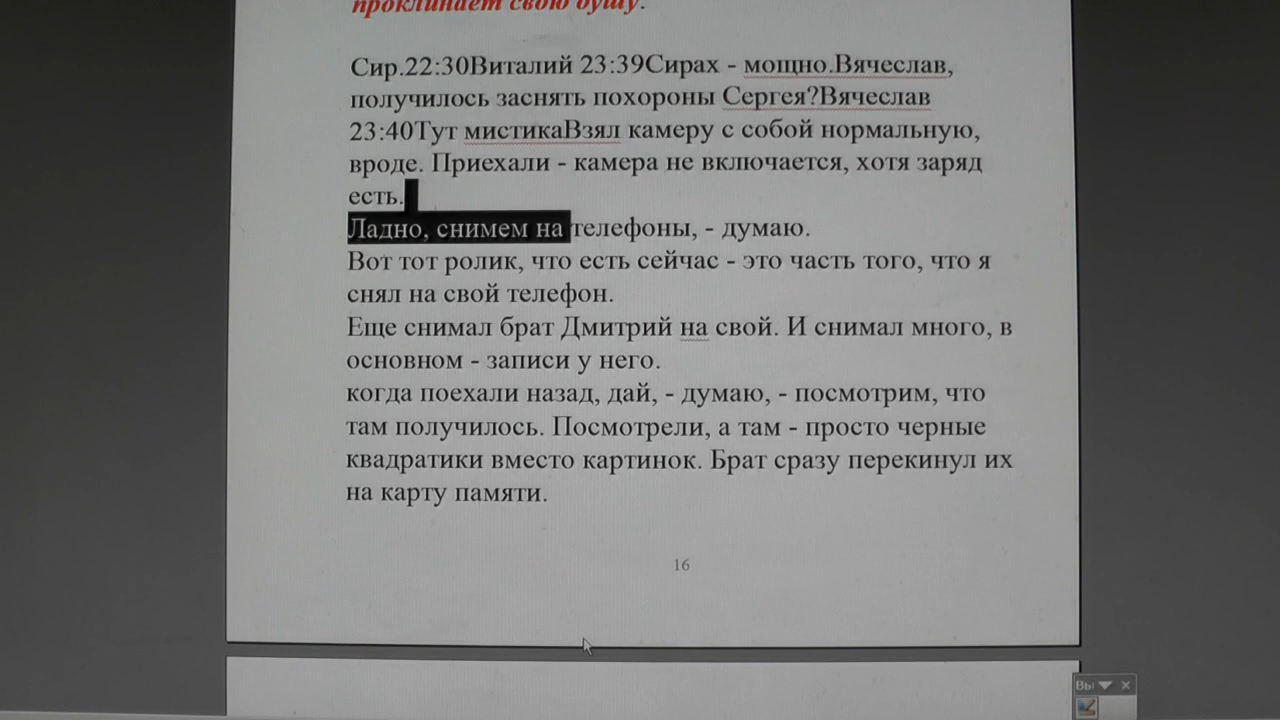 проклинает свою душу.
Сир.22:30Виталий 23:39Сирах - мощно.Вячеслав,
получилось заснять похороны Сергея?Вячеслав
23:40Тут мистикаВзял камеру с собой нормальную,
вроде. Приехали - камера не включается, хотя заряд
есть.
Ладно, снимем на телефоны, - думаю.
Вот тот ролик, что есть сейчас - это часть того, что я
снял на свой телефон.
Еще снимал брат Дмитрий на свой. И снимал много, в
основном - записи у него.
когда поехали назад, дай, - думаю, - посмотрим, что
там получилось. Посмотрели, а там - просто черные
квадратики вместо картинок. Брат сразу перекинул их
на карту памяти.
16